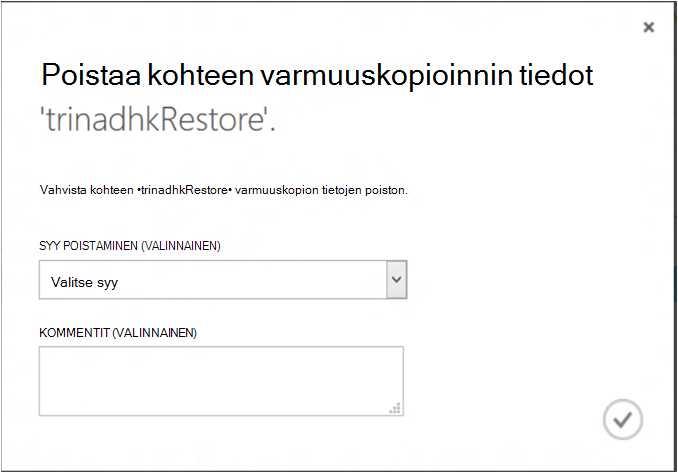 Poistaa kohteen varmuuskopioinnin tiedot
'trinadhkRestore'.
Vahvista kohteen •trinadhkRestore• varmuuskopion tietojen poiston.
SYY POISTAMINEN (VALINNAINEN)
Valitse syy
KOMMENTIT (VALINNAINEN)